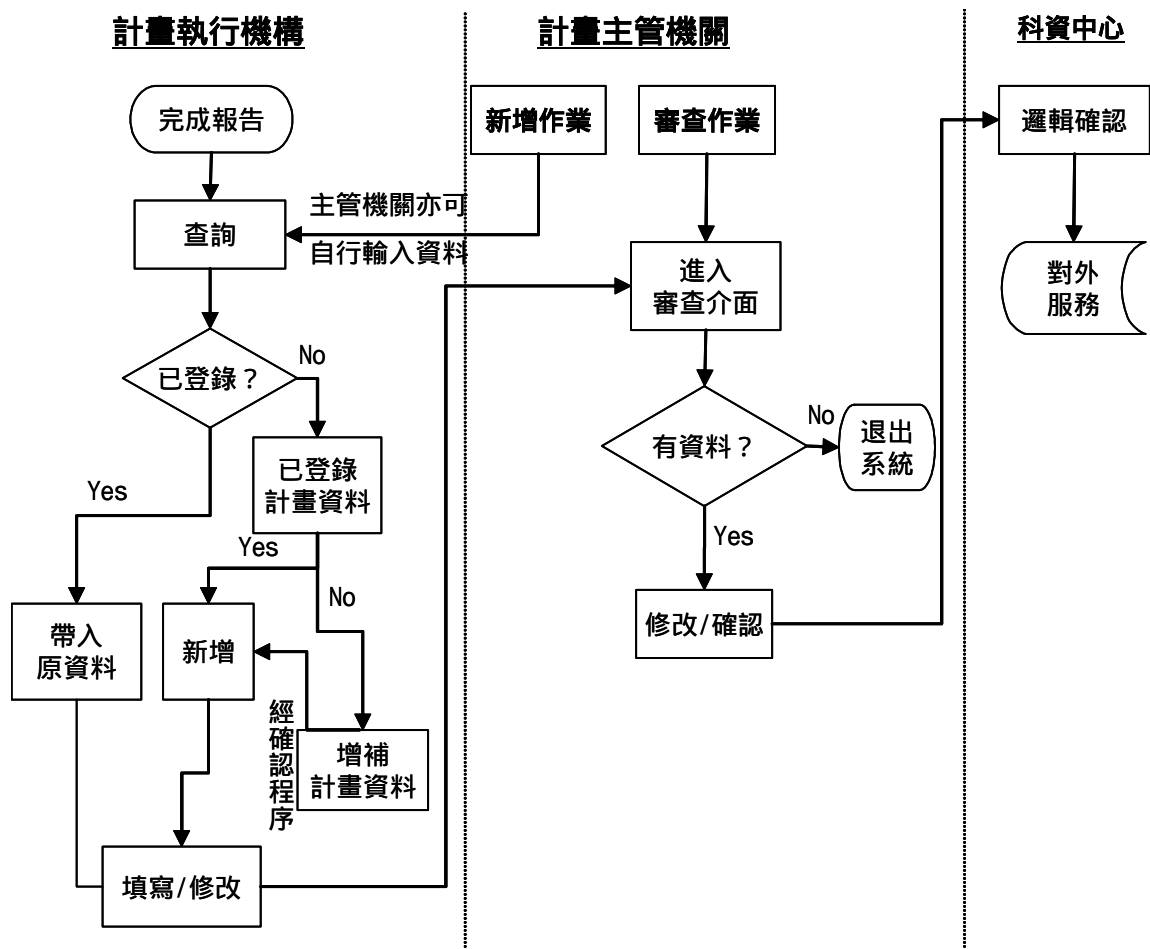 計畫執行機構
計畫主管機關
科資中心
完成報告
新增作業
審查作業
邏輯確認
主管機關亦可
自行輸入資料
查詢
進入
審查介面
對外
服務
已登錄？
No
Yes
已登錄
計畫資料
Yes
No
有資料？
No
退出
系統
Yes
帶入
原資料
新增
經確認程序
增補
計畫資料
修改/確認
填寫/修改